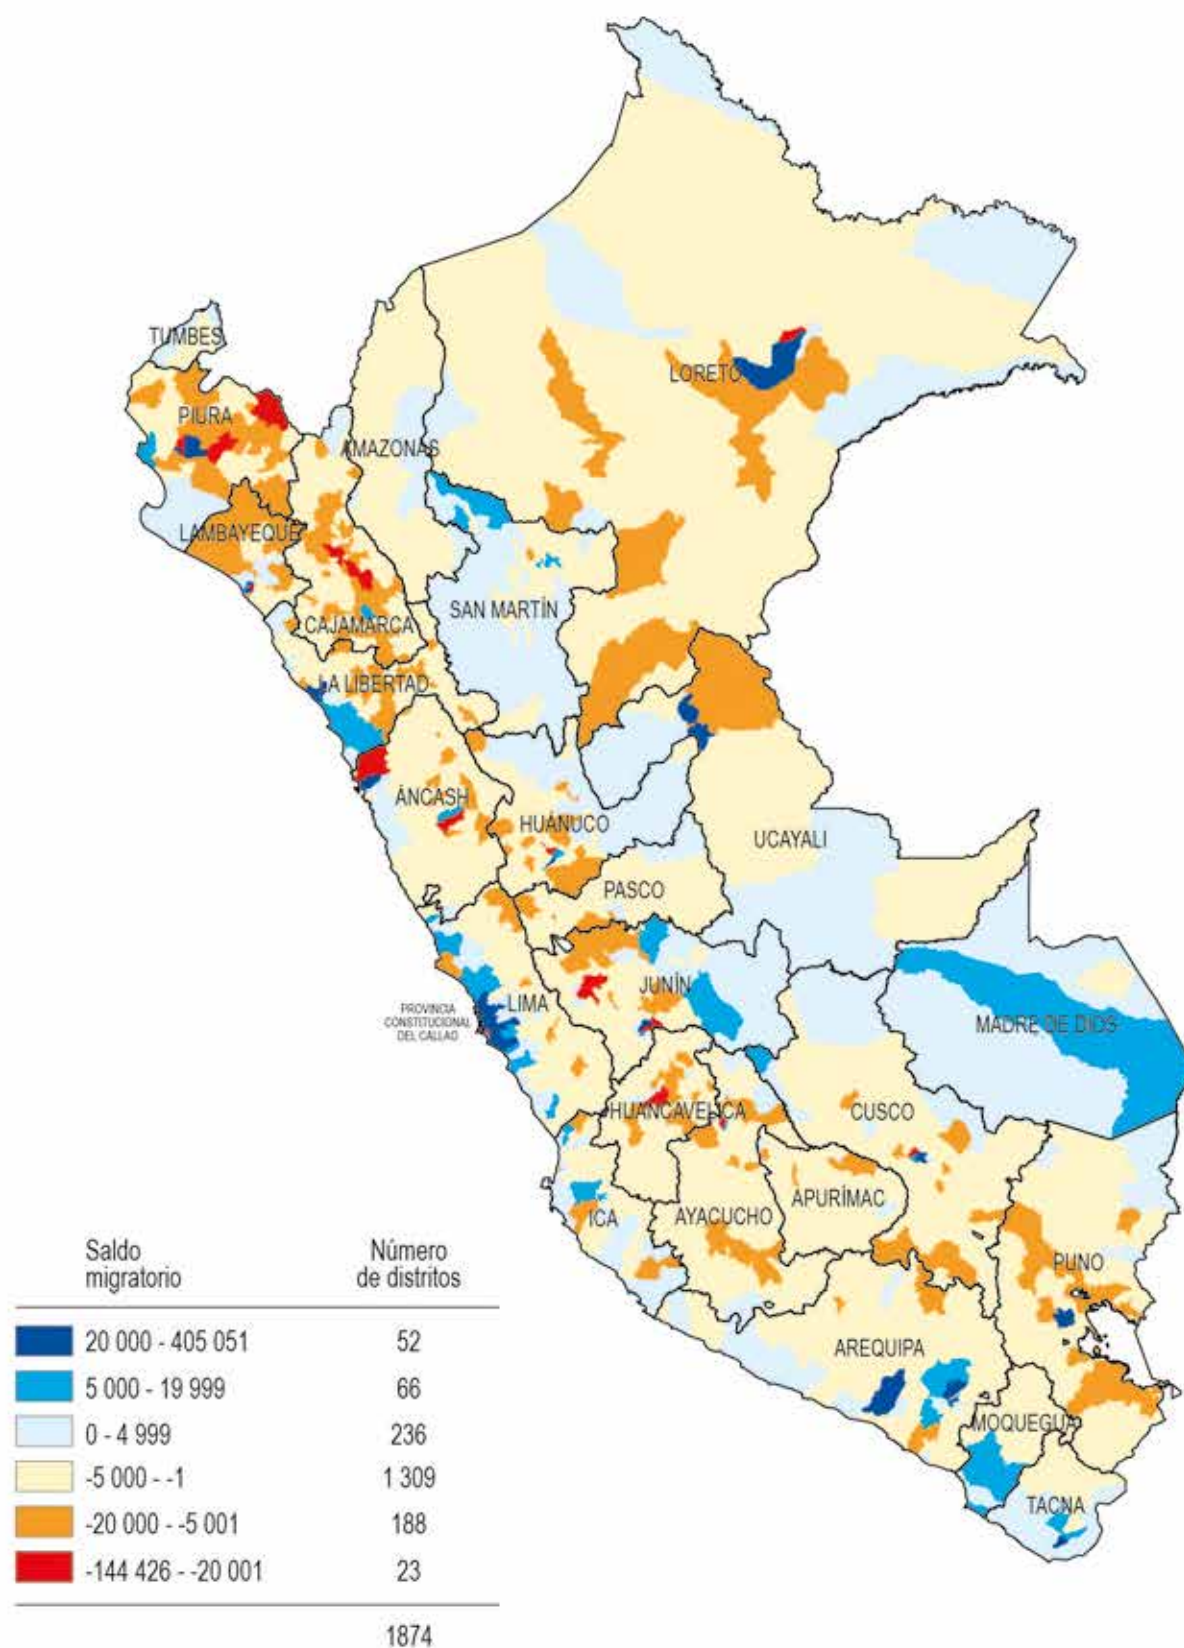 TUMBES
LORETO
PIURA
AMAZONAS
LAMBAYEQUE
SAN MARTÍN
CAJAMARCA
LA LIBERTAD
ÁNCASH
HUÁNUCO
UCAYALI
PASCO
JUNÍN
LIMA
PROVINCIA
CONSTITUCIONAL
DEL CALLAO
MADRE DE DIOS
HUANCAVELICA
CUSCO
APURÍMAC
ICA
AYACUCHO
PUNO
AREQUIPA
MOQUEGUA
TACNA
Saldo migratorio Número de distritos
20 000 - 405 051 52
5 000 - 19 999 66
0 - 4 999 236
-5 000 - -1 1 309
-20 000 - -5 001 188
-144 426 - -20 001 23
1874